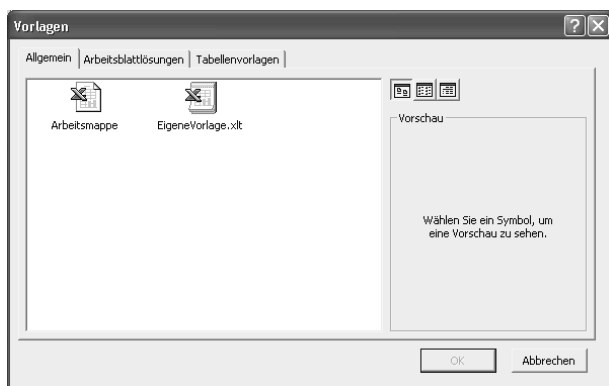 Vorlagen
Allgemein
Arbeitsblattlösungen
Tabellenvorlagen
Arbeitsmappe
EigeneVorlage.xlt
Vorschau
Wählen Sie ein Symbol, um
eine Vorschau zu sehen.
OK
Abbrechen